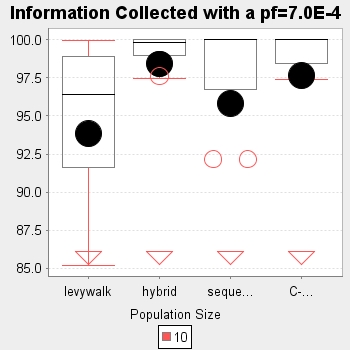 Information Collected with a pf=7.0E-4
100.0
97.5
95.0
92.5
90.0
87.5
85.0
levywalk hybrid seque... C-...
Population Size
10